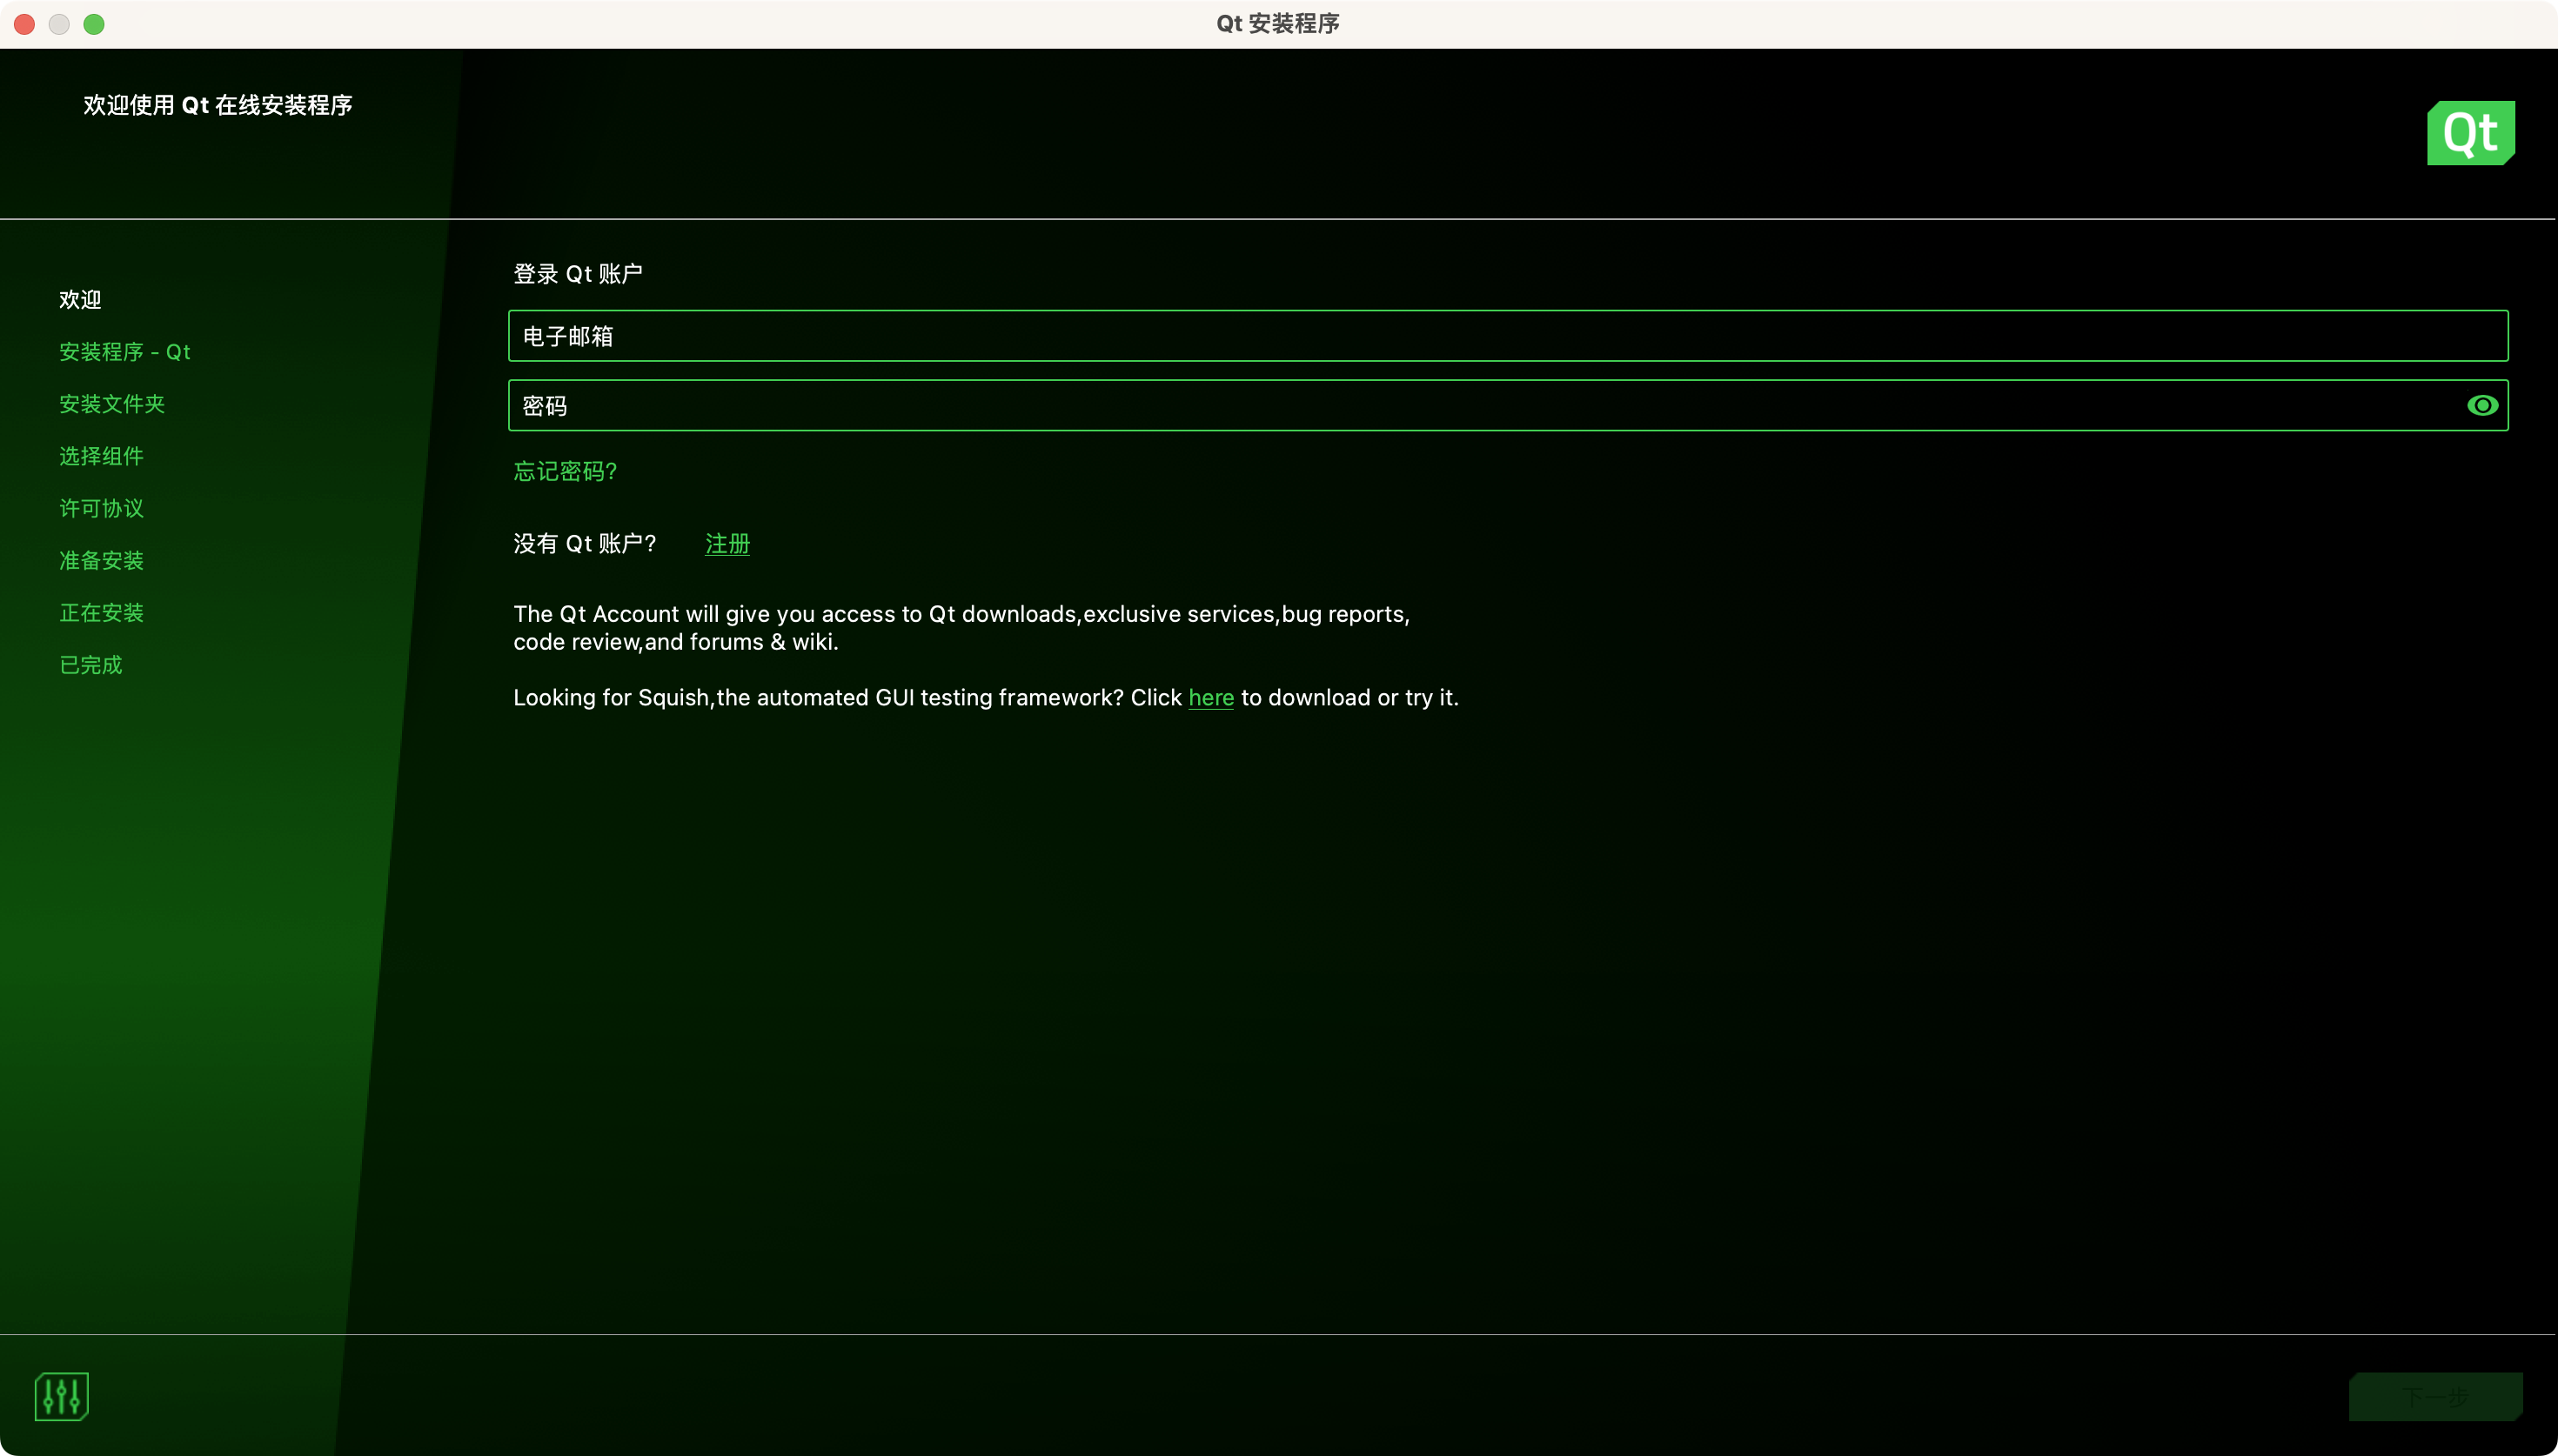 Qt 安装程序
欢迎使用 Qt 在线安装程序
Qt
欢迎
安装程序 - Qt
安装文件夹
选择组件
许可协议
准备安装
正在安装
已完成
登录 Qt 账户
电子邮箱
密码
忘记密码?
没有 Qt 账户? 注册
The Qt Account will give you access to Qt downloads,exclusive services,bug reports,
code review,and forums & wiki.
Looking for Squish,the automated GUI testing framework? Click here to download or try it.
下一步